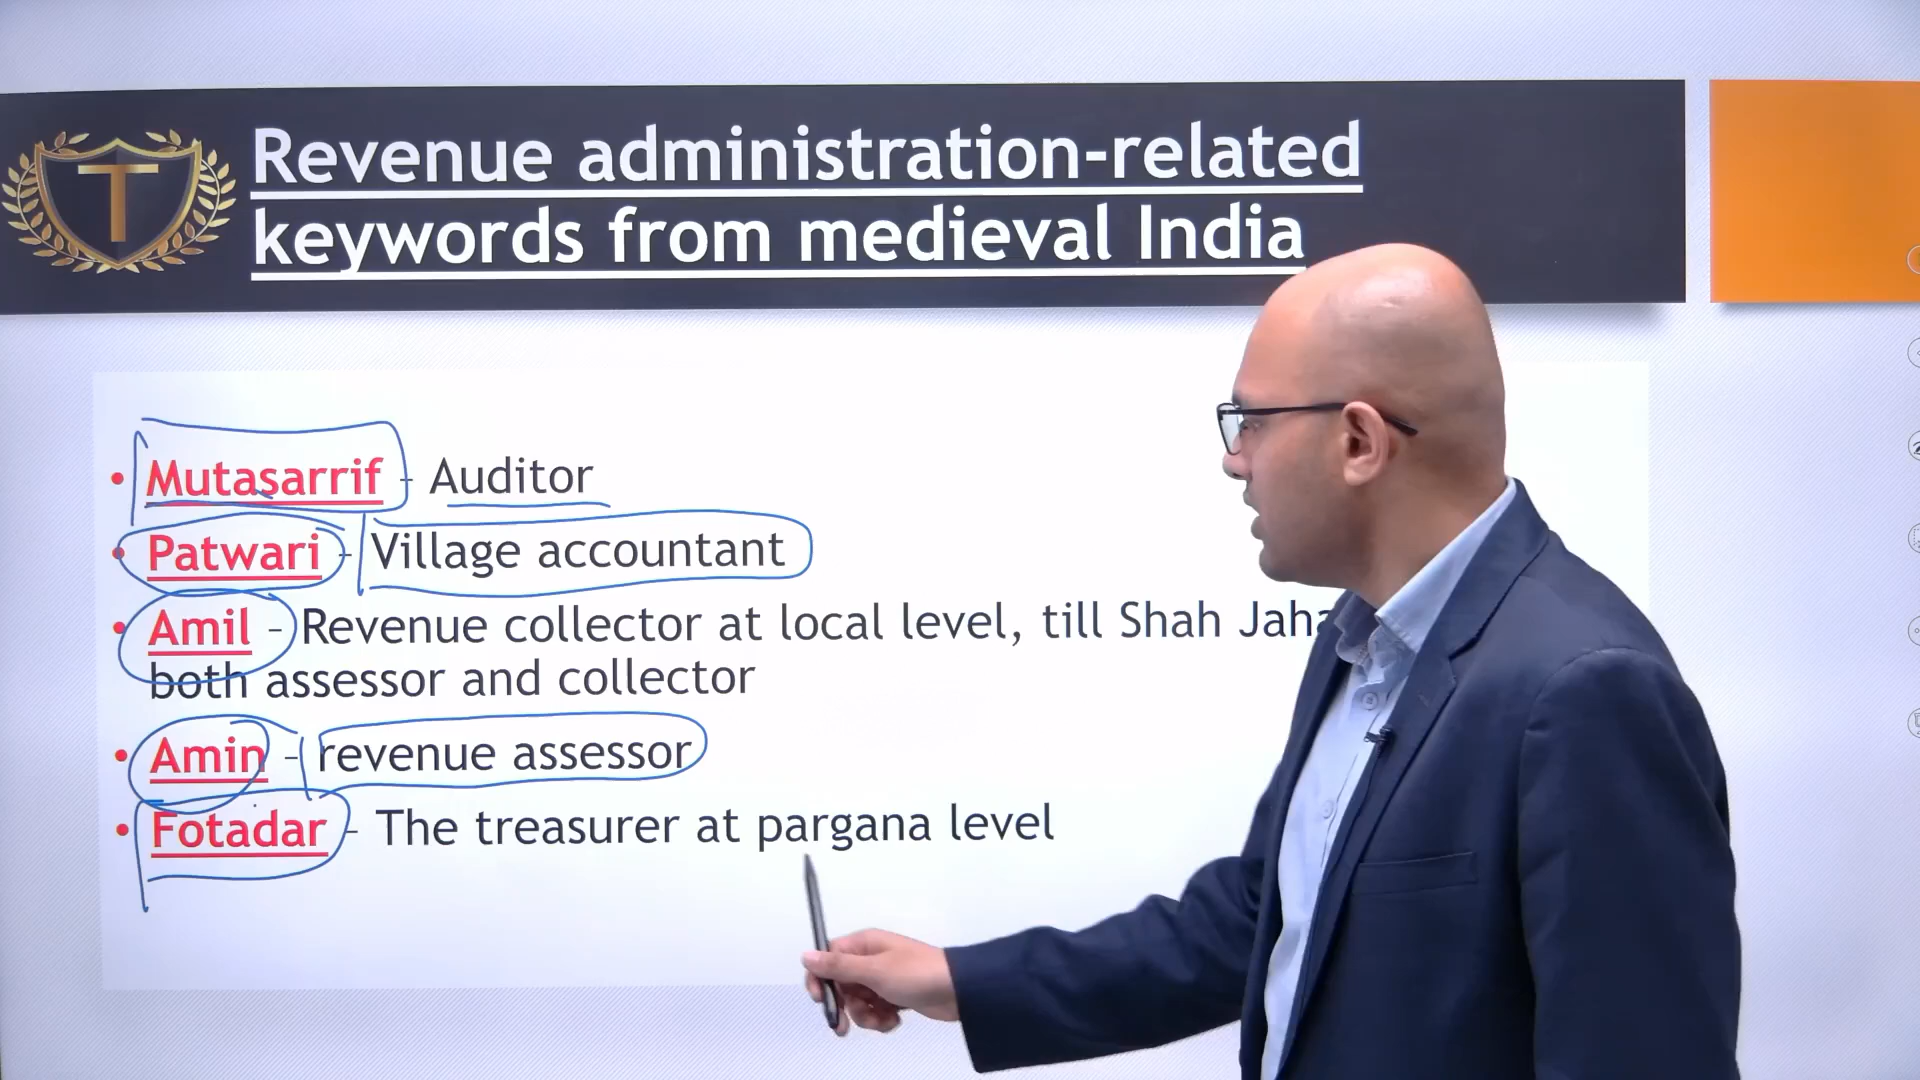 T
Revenue administration-related
keywords from medieval India
• Mutasarrif - Auditor
• Patwari - Village accountant
• Amil - Revenue collector at local level, till Shah
both assessor and collector
• Amin - revenue assessor
• Fotadar - The treasurer at pargana level